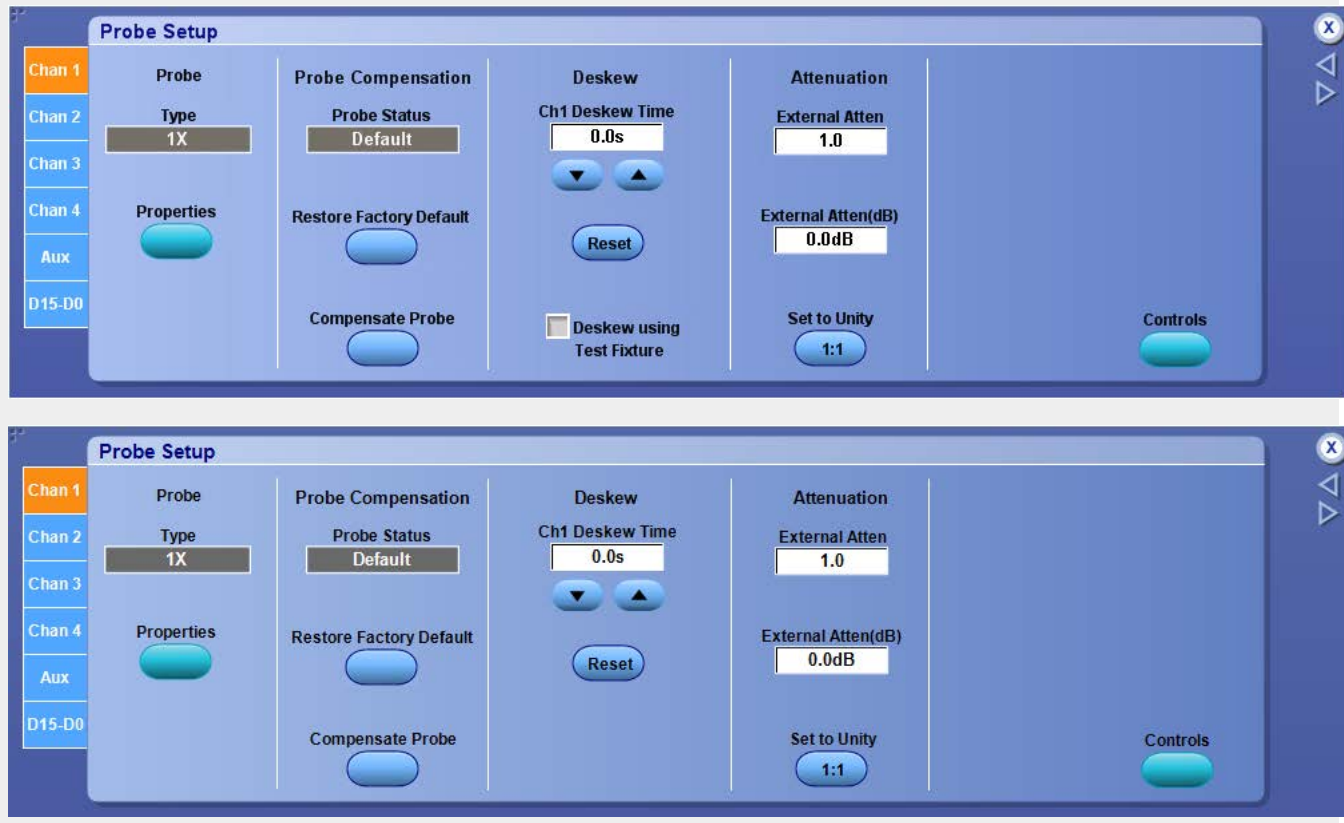 Probe Setup
X
Chan 1
Chan 2
Chan 3
Chan 4
Aux
D15-D0
Probe
Type
1X
Properties
Probe Compensation
Probe Status
Default
Restore Factory Default
Compensate Probe
Deskew
Ch1 Deskew Time
0.0s
Reset
Deskew using
Test Fixture
Attenuation
External Atten
1.0
External Atten(dB)
0.0dB
Set to Unity
1:1
Controls
Probe Setup
X
Chan 1
Chan 2
Chan 3
Chan 4
Aux
D15-D0
Probe
Type
1X
Properties
Probe Compensation
Probe Status
Default
Restore Factory Default
Compensate Probe
Deskew
Ch1 Deskew Time
0.0s
Reset
Attenuation
External Atten
1.0
External Atten(dB)
0.0dB
Set to Unity
1:1
Controls